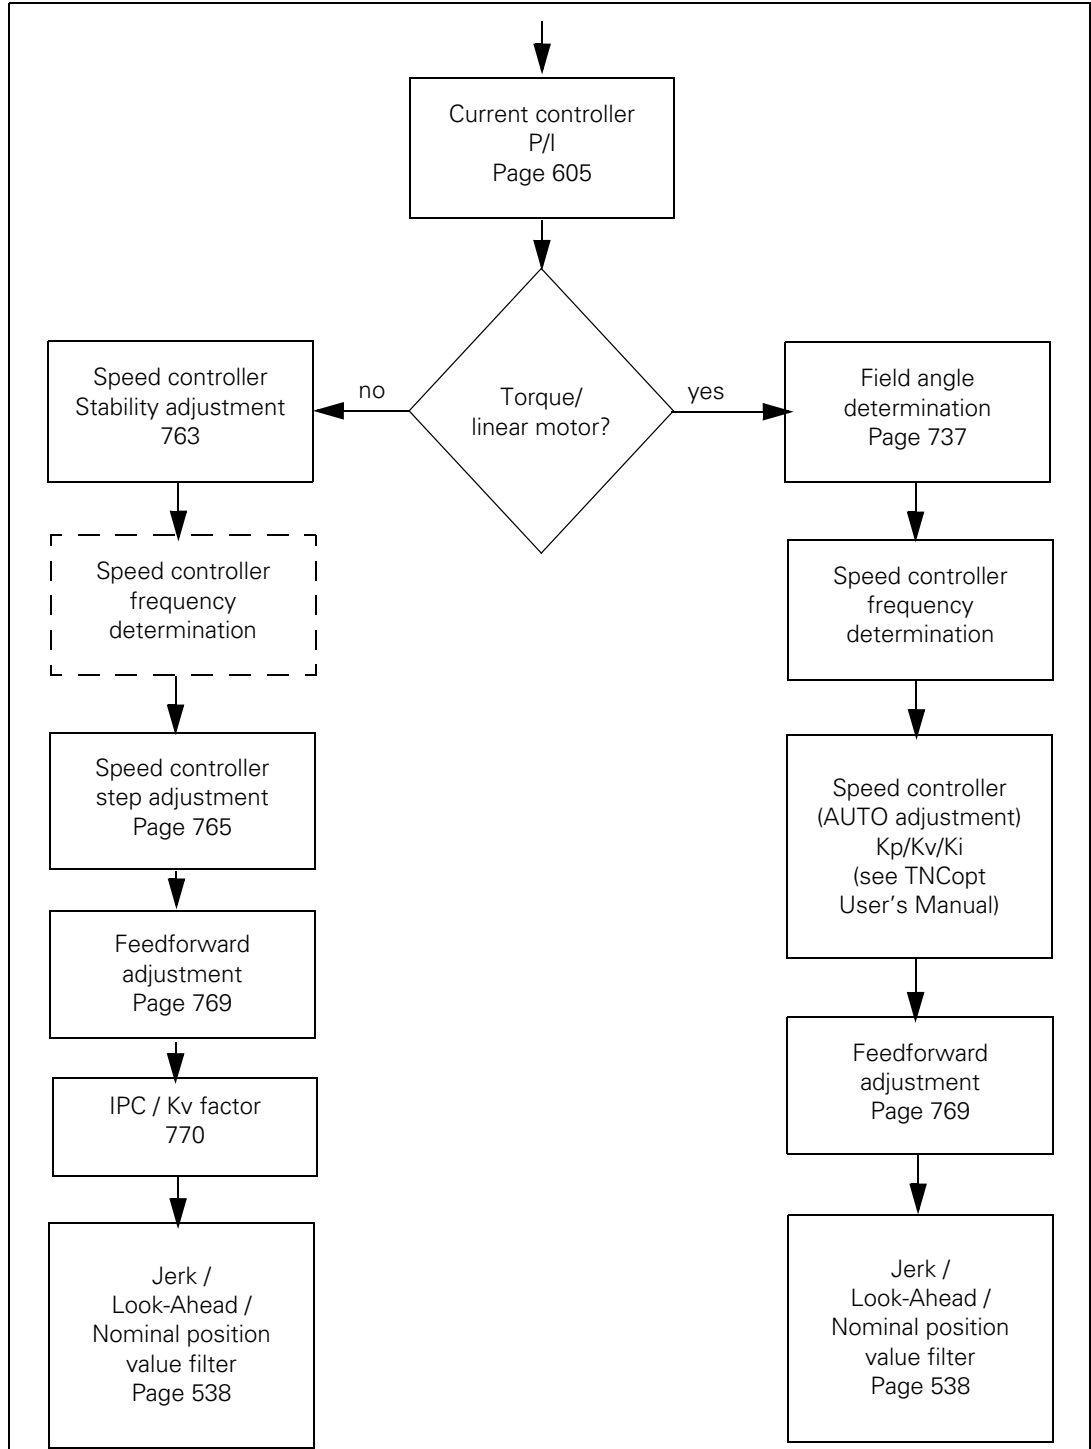 Current controller
P/I
Page 605
Torque/
linear motor?
no
yes
Speed controller
Stability adjustment
763
Speed controller
frequency
determination
Speed controller
step adjustment
Page 765
Feedforward
adjustment
Page 769
IPC / Kv factor
770
Jerk /
Look-Ahead /
Nominal position
value filter
Page 538
Field angle
determination
Page 737
Speed controller
frequency
determination
Speed controller
(AUTO adjustment)
Kp/Kv/Ki
(see TNCopt
User's Manual)
Feedforward
adjustment
Page 769
Jerk /
Look-Ahead /
Nominal position
value filter
Page 538